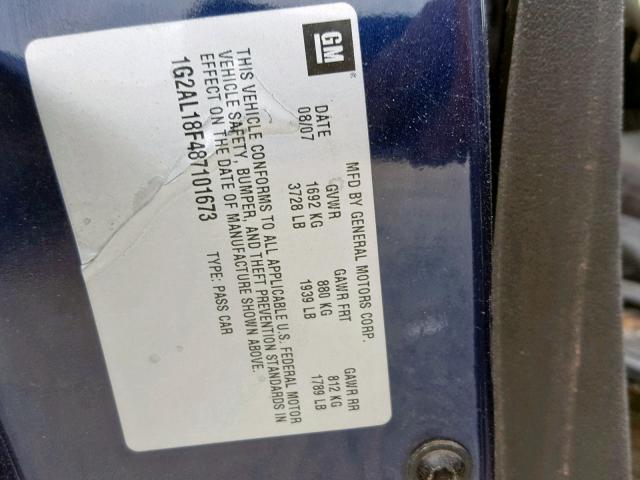 GM
MFD BY GENERAL MOTORS CORP.
DATE GVWR GAWR FRT GAWR RR
08/07 1692 KG 880 KG 812 KG
3728 LB 1939 LB 1789 LB
THIS VEHICLE CONFORMS TO ALL APPLICABLE U.S. FEDERAL MOTOR
VEHICLE SAFETY, BUMPER, AND THEFT PREVENTION STANDARDS IN
EFFECT ON THE DATE OF MANUFACTURE SHOWN ABOVE.
1G2AL18F487101673 TYPE: PASS CAR